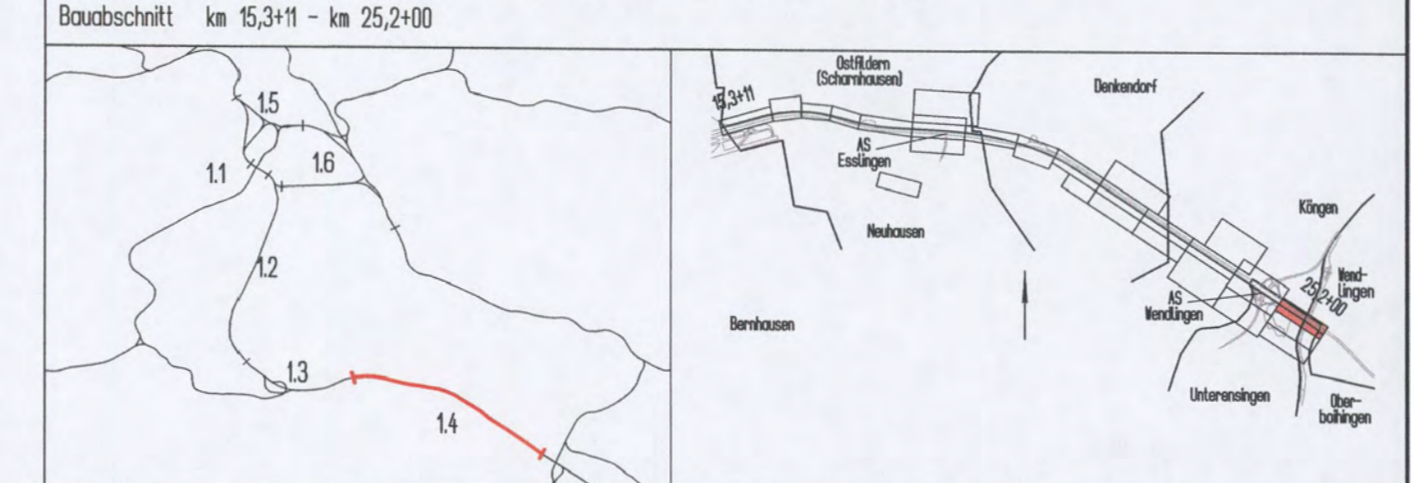 Bauabschnitt km 15,3+11 - km 25,2+00
1.5
1.6
1.1
1.2
1.3
1.4
15,3+11
Ostfildern
(Scharnhausen)
Denkendorf
AS
Esslingen
Neuhausen
Bernhausen
Köngen
Wend-
lingen
25,2+00
AS
Wendlingen
Unterensingen
Ober-
boihingen